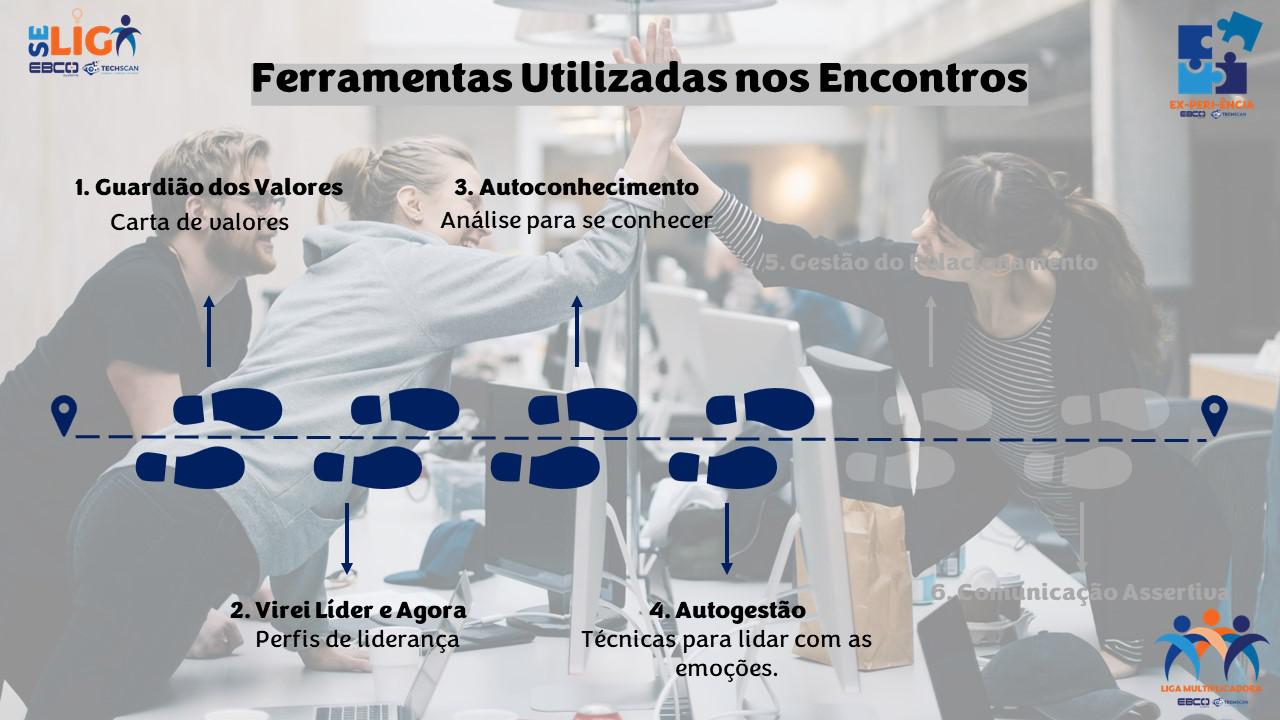 SE LIGA
EBCO TECHSCAN
Ferramentas Utilizadas nos Encontros
EX-PERI-ÊNCIA
EBCO TECHSCAN
1. Guardião dos Valores
Carta de valores
3. Autoconhecimento
Análise para se conhecer
5. Gestão do Relacionamento
2. Virei Líder e Agora
Perfis de liderança
4. Autogestão
Técnicas para lidar com as
emoções.
6. Comunicação Assertiva
LIGA MULTIPLICADORA
EBCO TECHSCAN